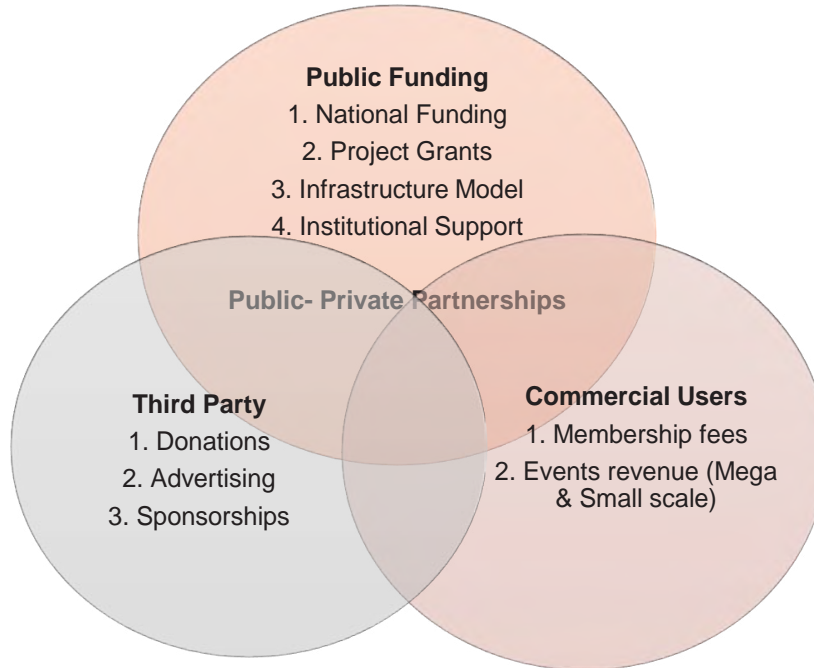 Public Funding
1. National Funding
2. Project Grants
3. Infrastructure Model
4. Institutional Support
Public- Private Partnerships
Third Party
1. Donations
2. Advertising
3. Sponsorships
Commercial Users
1. Membership fees
2. Events revenue (Mega
& Small scale)